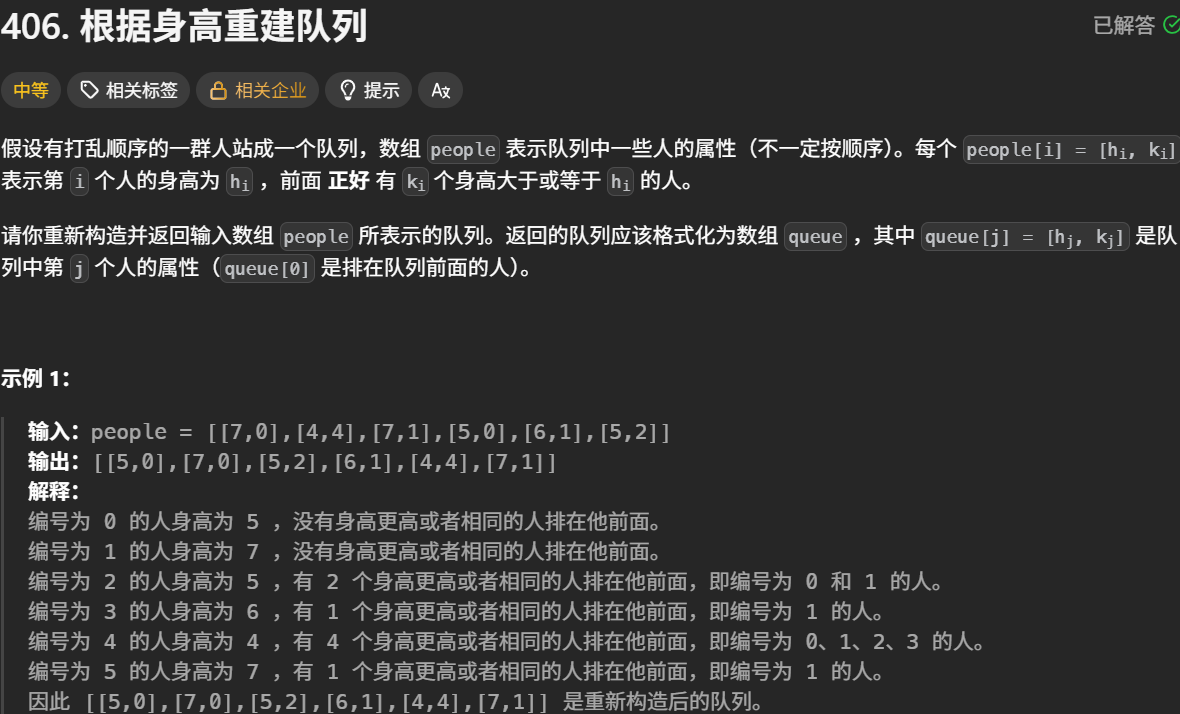 406. 根据身高重建队列
已解答
中等 相关标签 相关企业 提示 A文
假设有打乱顺序的一群人站成一个队列，数组 people 表示队列中一些人的属性（不一定按顺序）。每个 people[i] = [hi, ki]
表示第 i 个人的身高为 hi ，前面 正好 有 ki 个身高大于或等于 hi 的人。
请你重新构造并返回输入数组 people 所表示的队列。返回的队列应该格式化为数组 queue ，其中 queue[j] = [hj, kj] 是队
列中第 j 个人的属性（queue[0] 是排在队列前面的人）。
示例 1：
输入：people = [[7,0],[4,4],[7,1],[5,0],[6,1],[5,2]]
输出：[[5,0],[7,0],[5,2],[6,1],[4,4],[7,1]]
解释：
编号为 0 的人身高为 5 ，没有身高更高或者相同的人排在他前面。
编号为 1 的人身高为 7 ，没有身高更高或者相同的人排在他前面。
编号为 2 的人身高为 5 ，有 2 个身高更高或者相同的人排在他前面，即编号为 0 和 1 的人。
编号为 3 的人身高为 6 ，有 1 个身高更高或者相同的人排在他前面，即编号为 1 的人。
编号为 4 的人身高为 4 ，有 4 个身高更高或者相同的人排在他前面，即编号为 0、1、2、3 的人。
编号为 5 的人身高为 7 ，有 1 个身高更高或者相同的人排在他前面，即编号为 1 的人。
因此 [[5,0],[7,0],[5,2],[6,1],[4,4],[7,1]] 是重新构造后的队列。